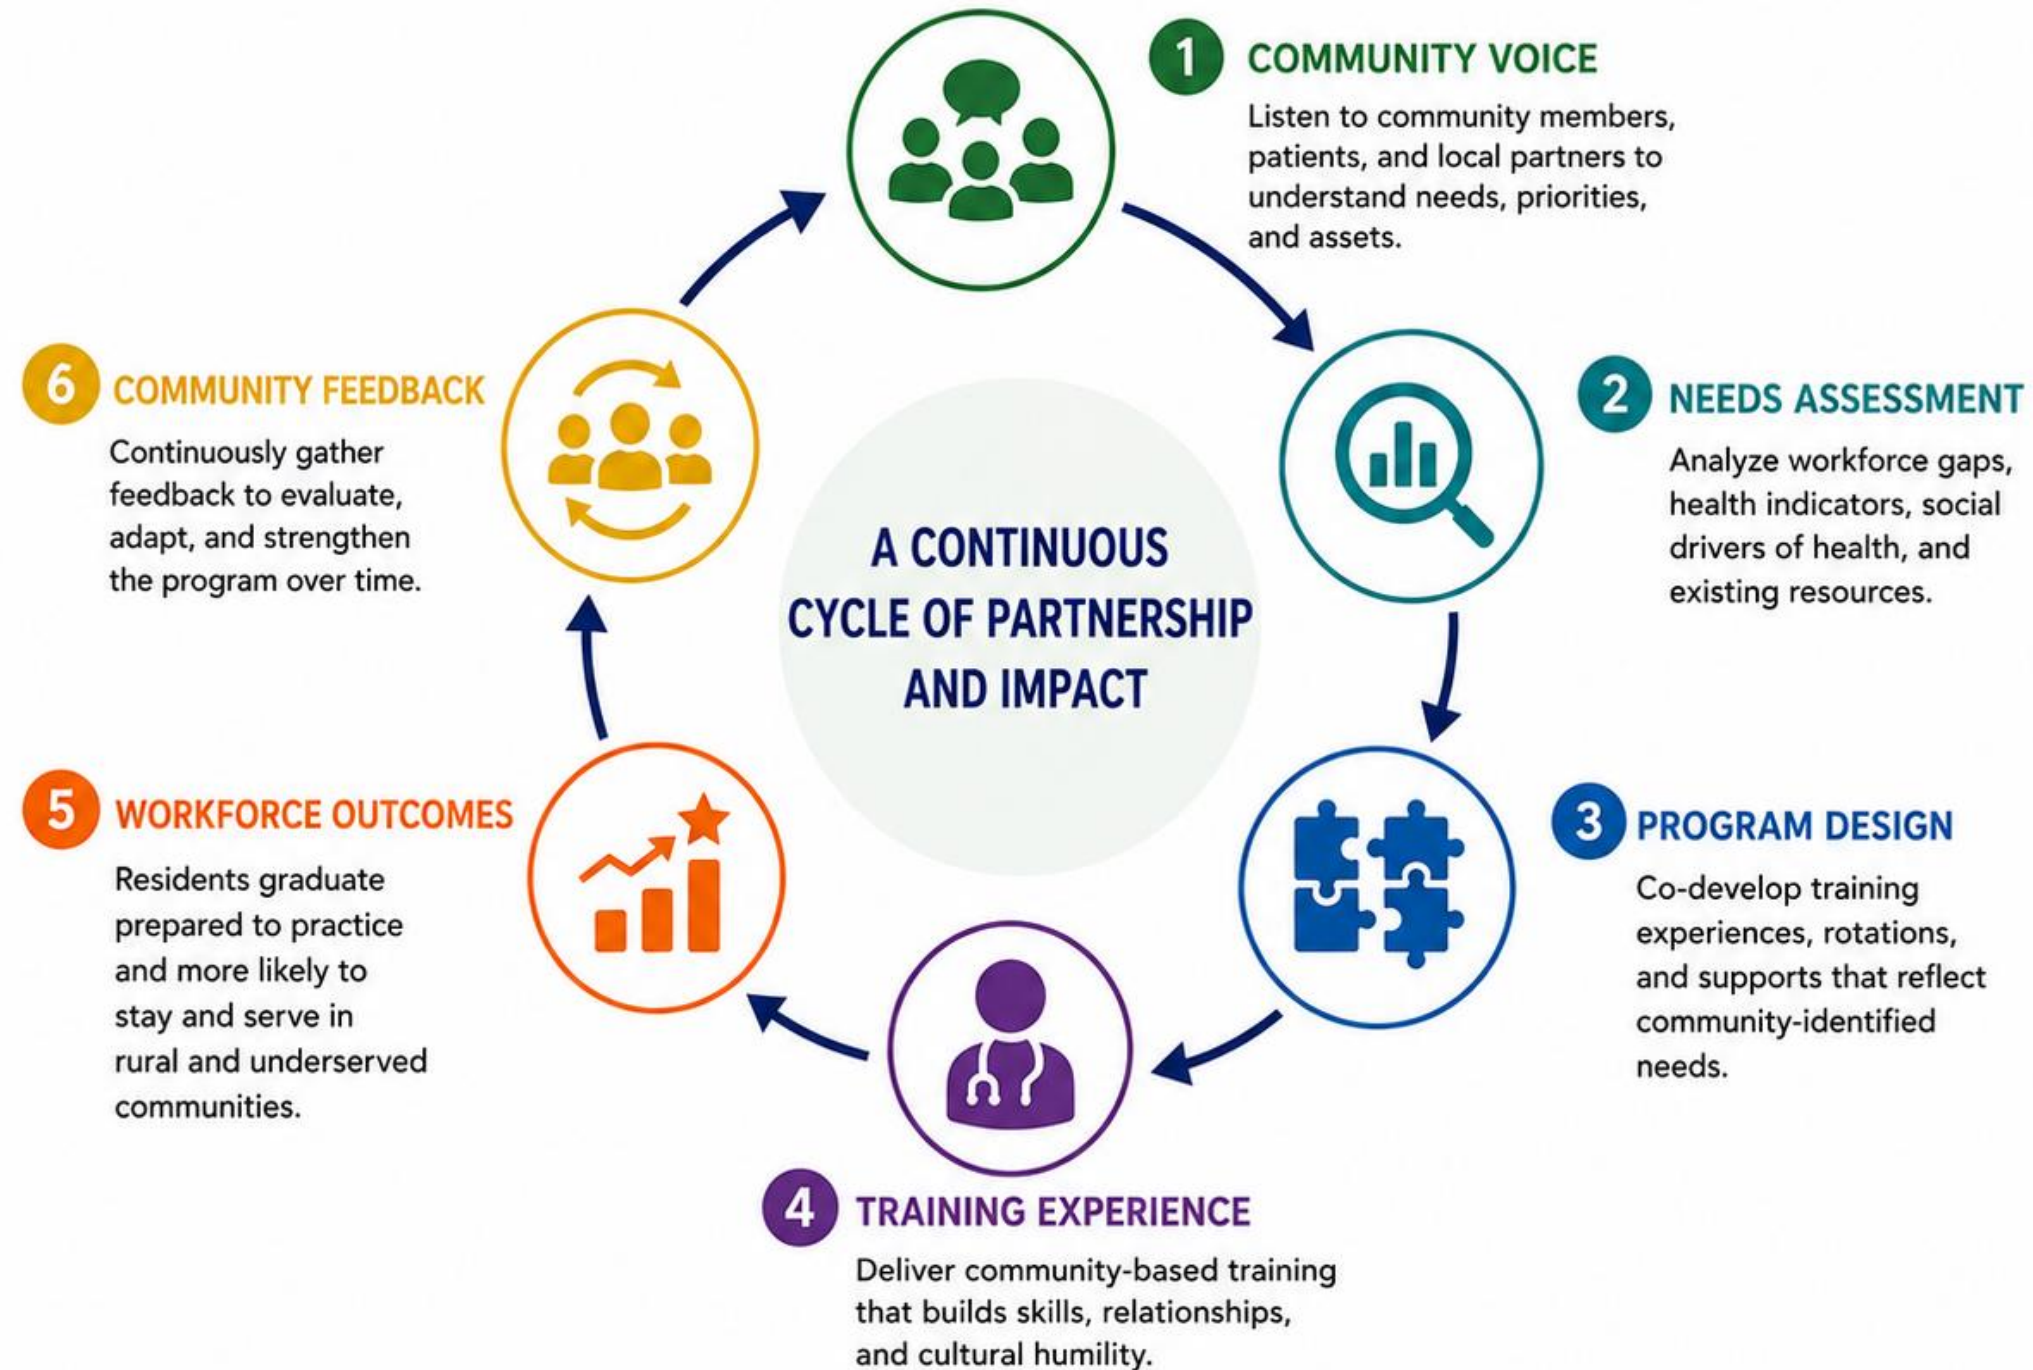 1
COMMUNITY VOICE
Listen to community members,
patients, and local partners to
understand needs, priorities,
and assets.
2
NEEDS ASSESSMENT
Analyze workforce gaps,
health indicators, social
drivers of health, and
existing resources.
3
PROGRAM DESIGN
Co-develop training
experiences, rotations,
and supports that reflect
community-identified
needs.
4
TRAINING EXPERIENCE
Deliver community-based training
that builds skills, relationships,
and cultural humility.
5
WORKFORCE OUTCOMES
Residents graduate
prepared to practice
and more likely to
stay and serve in
rural and underserved
communities.
6
COMMUNITY FEEDBACK
Continuously gather
feedback to evaluate,
adapt, and strengthen
the program over time.
A CONTINUOUS
CYCLE OF PARTNERSHIP
AND IMPACT